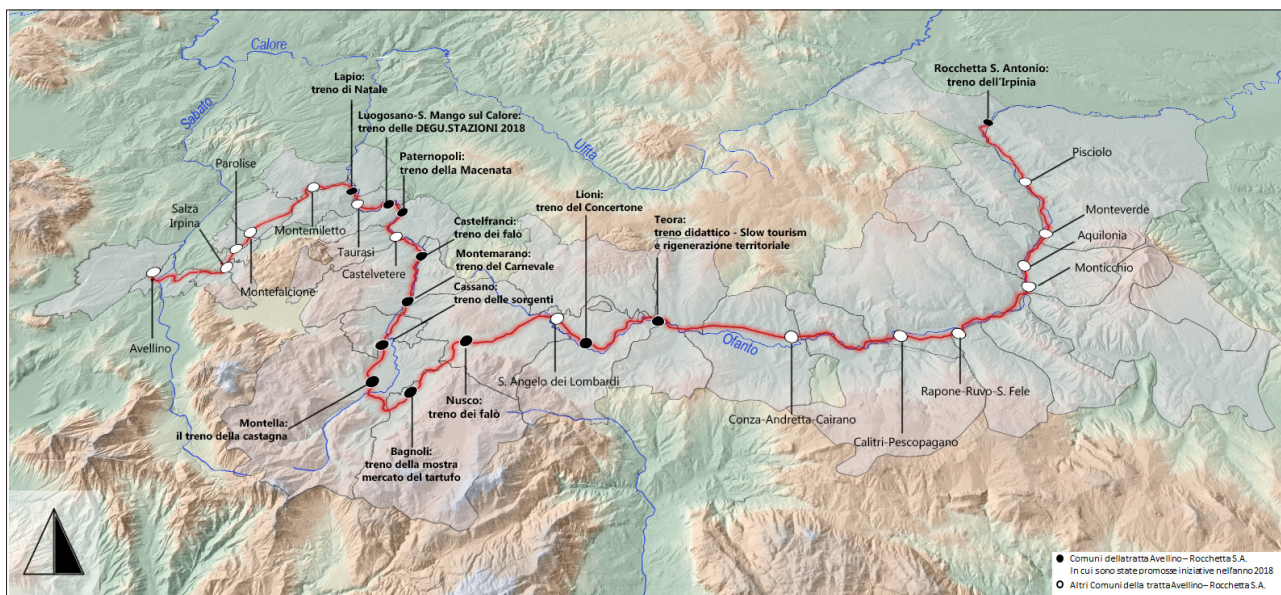 Calore
Sabato
Ufita
Ofanto
Lapio:
treno di Natale
Luogosano-S. Mango sul Calore:
treno delle DEGU.STAZIONI 2018
Paternopoli:
treno della Macenata
Parolise
Salza
Irpina
Montemiletto
Taurasi
Castelvetere
Montefalcione
Avellino
Castelfranci:
treno dei falò
Montemarano:
treno del Carnevale
Cassano:
treno delle sorgenti
Lioni:
treno del Concertone
Teora:
treno didattico - Slow tourism
e rigenerazione territoriale
Rocchetta S. Antonio:
treno dell'Irpinia
Pisciolo
Monteverde
Aquilonia
Monticchio
Montella:
il treno della castagna
Bagnoli:
treno della mostra
mercato del tartufo
Nusco:
treno dei falò
S. Angelo dei Lombardi
Conza-Andretta-Cairano
Calitri-Pescopagano
Rapone-Ruvo-S. Fele
Comuni dellatratta Avellino – Rocchetta S.A.
In cui sono state promosse iniziative nell'anno 2018
Altri Comuni della tratta Avellino – Rocchetta S.A.